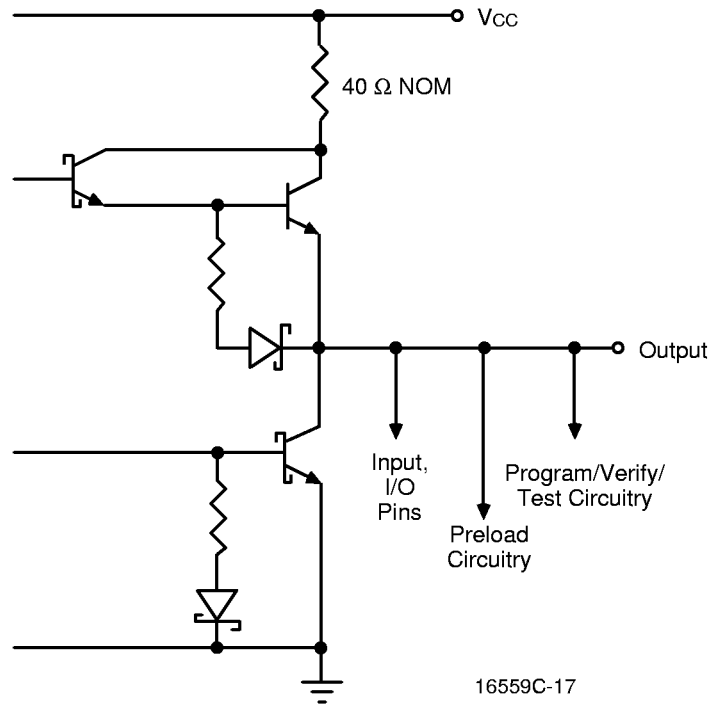 VCC
40 Ω NOM
Output
Input,
I/O
Pins
Program/Verify/
Test Circuitry
Preload
Circuitry
16559C-17